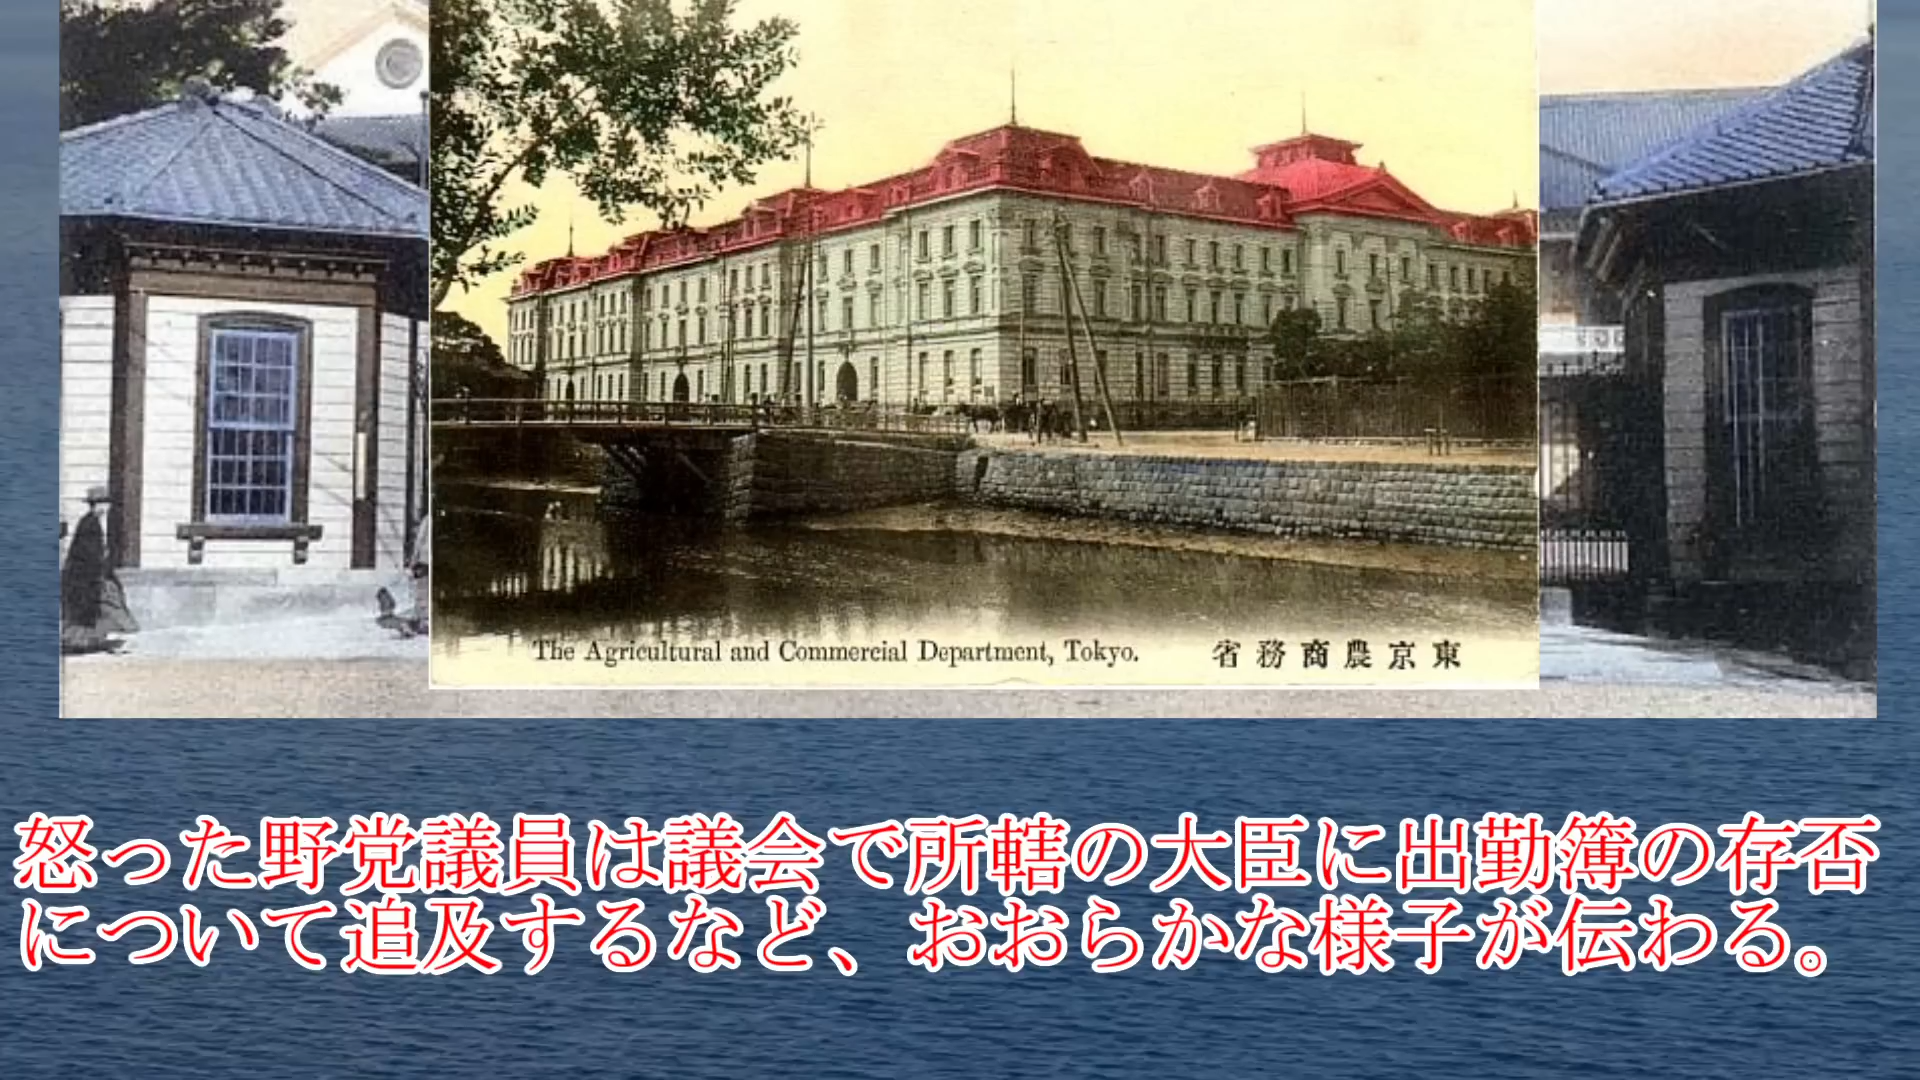 The Agricultural and Commercial Department, Tokyo.
省務商農京東
怒った野党議員は議会で所轄の大臣に出勤簿の存否
について追及するなど、おおらかな様子が伝わる。